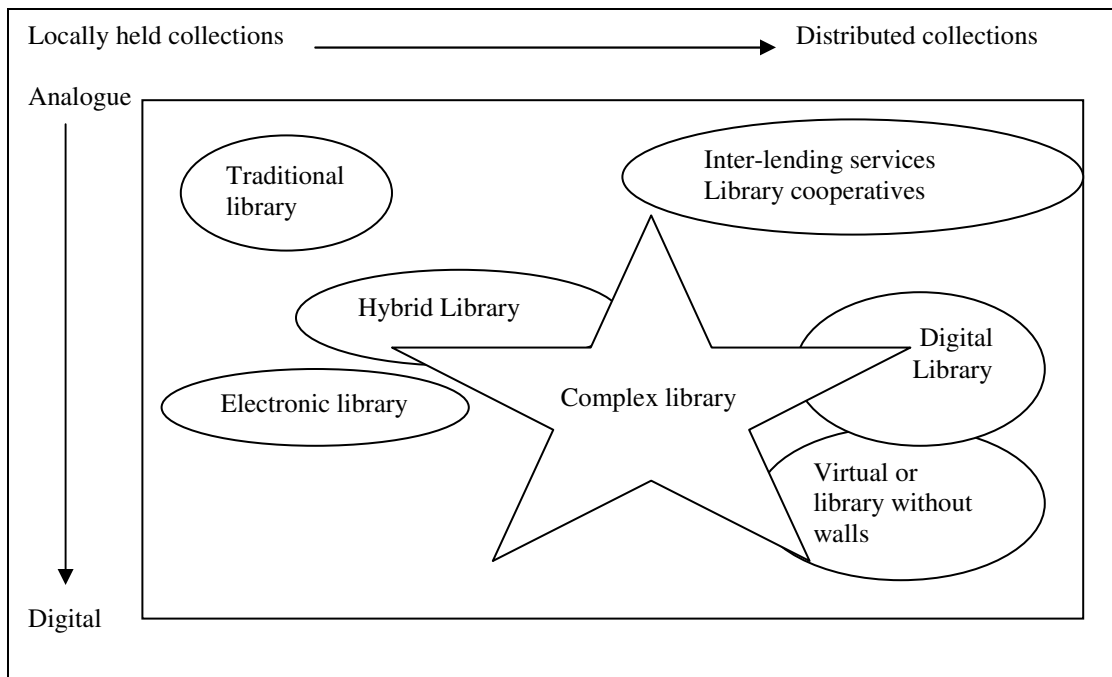 Locally held collections
Distributed collections
Analogue
Inter-lending services
Library cooperatives
Traditional
library
Hybrid Library
Digital
Library
Electronic library
Complex library
Virtual or
library without
walls
Digital